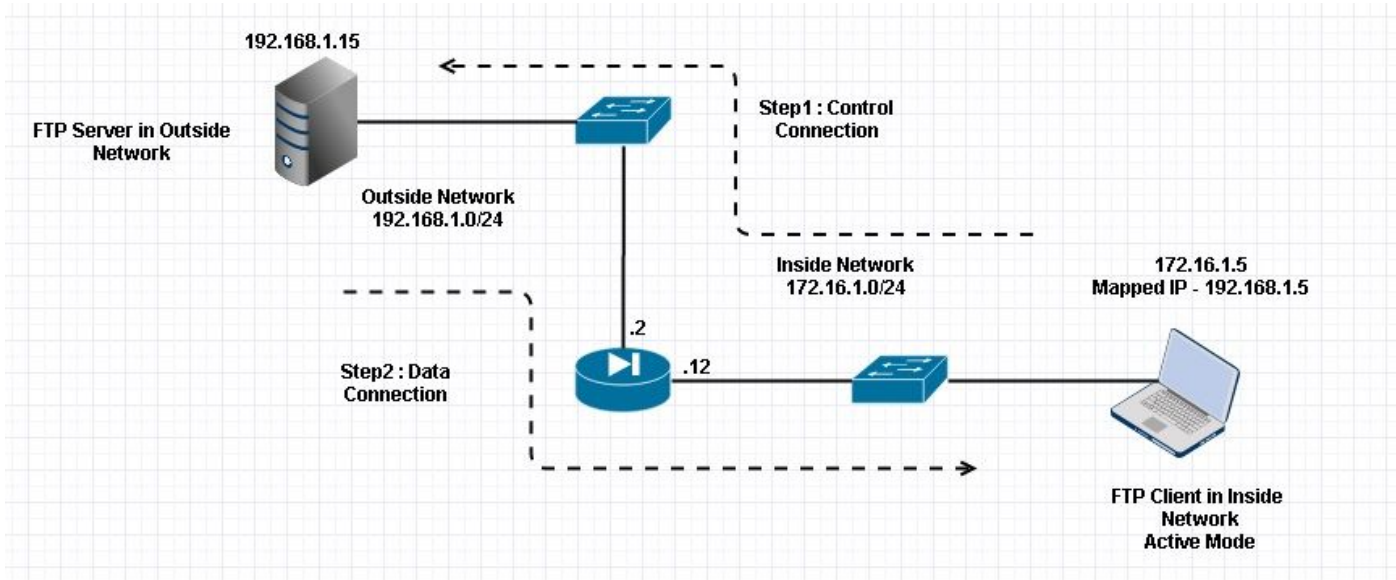 192.168.1.15
FTP Server in Outside
Network
Step1 : Control
Connection
Outside Network
192.168.1.0/24
Inside Network
172.16.1.0/24
172.16.1.5
Mapped IP - 192.168.1.5
.2
.12
Step2 : Data
Connection
FTP Client in Inside
Network
Active Mode